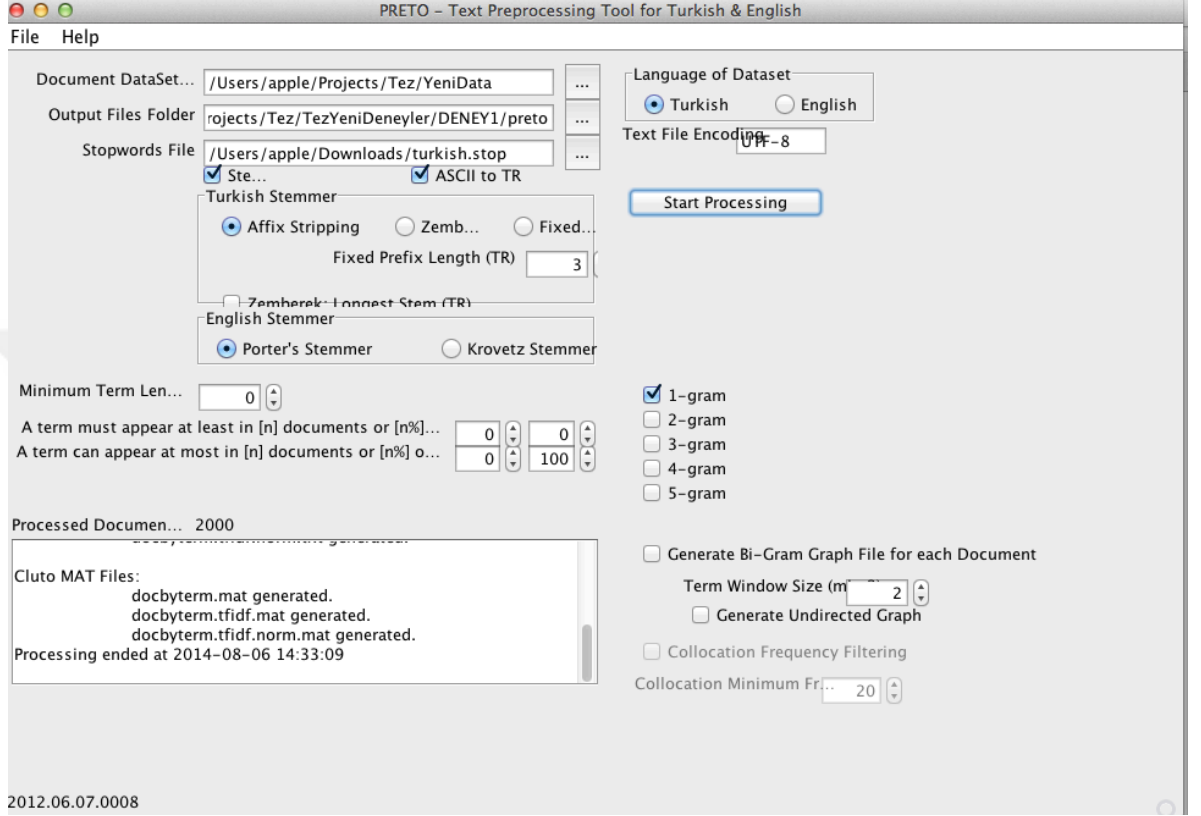 PRETO – Text Preprocessing Tool for Turkish & English
File Help
Document DataSet... /Users/apple/Projects/Tez/YeniData ...
Output Files Folder rojects/Tez/TezYeniDeneyler/DENEY1/preto ...
Stopwords File /Users/apple/Downloads/turkish.stop ...
Ste... ASCII to TR
Turkish Stemmer
Affix Stripping Zemb... Fixed...
Fixed Prefix Length (TR) 3
Zemberek: Longest Stem (TR)
English Stemmer
Porter's Stemmer Krovetz Stemmer
Language of Dataset
Turkish English
Text File Encoding UTF-8
Start Processing
Minimum Term Len... 0
A term must appear at least in [n] documents or [n%]... 0 0
A term can appear at most in [n] documents or [n%] o... 0 100
1-gram
2-gram
3-gram
4-gram
5-gram
Processed Documen... 2000
Cluto MAT Files:
docbyterm.mat generated.
docbyterm.tfidf.mat generated.
docbyterm.tfidf.norm.mat generated.
Processing ended at 2014-08-06 14:33:09
Generate Bi-Gram Graph File for each Document
Term Window Size 2
Generate Undirected Graph
Collocation Frequency Filtering
Collocation Minimum Fr... 20
2012.06.07.0008